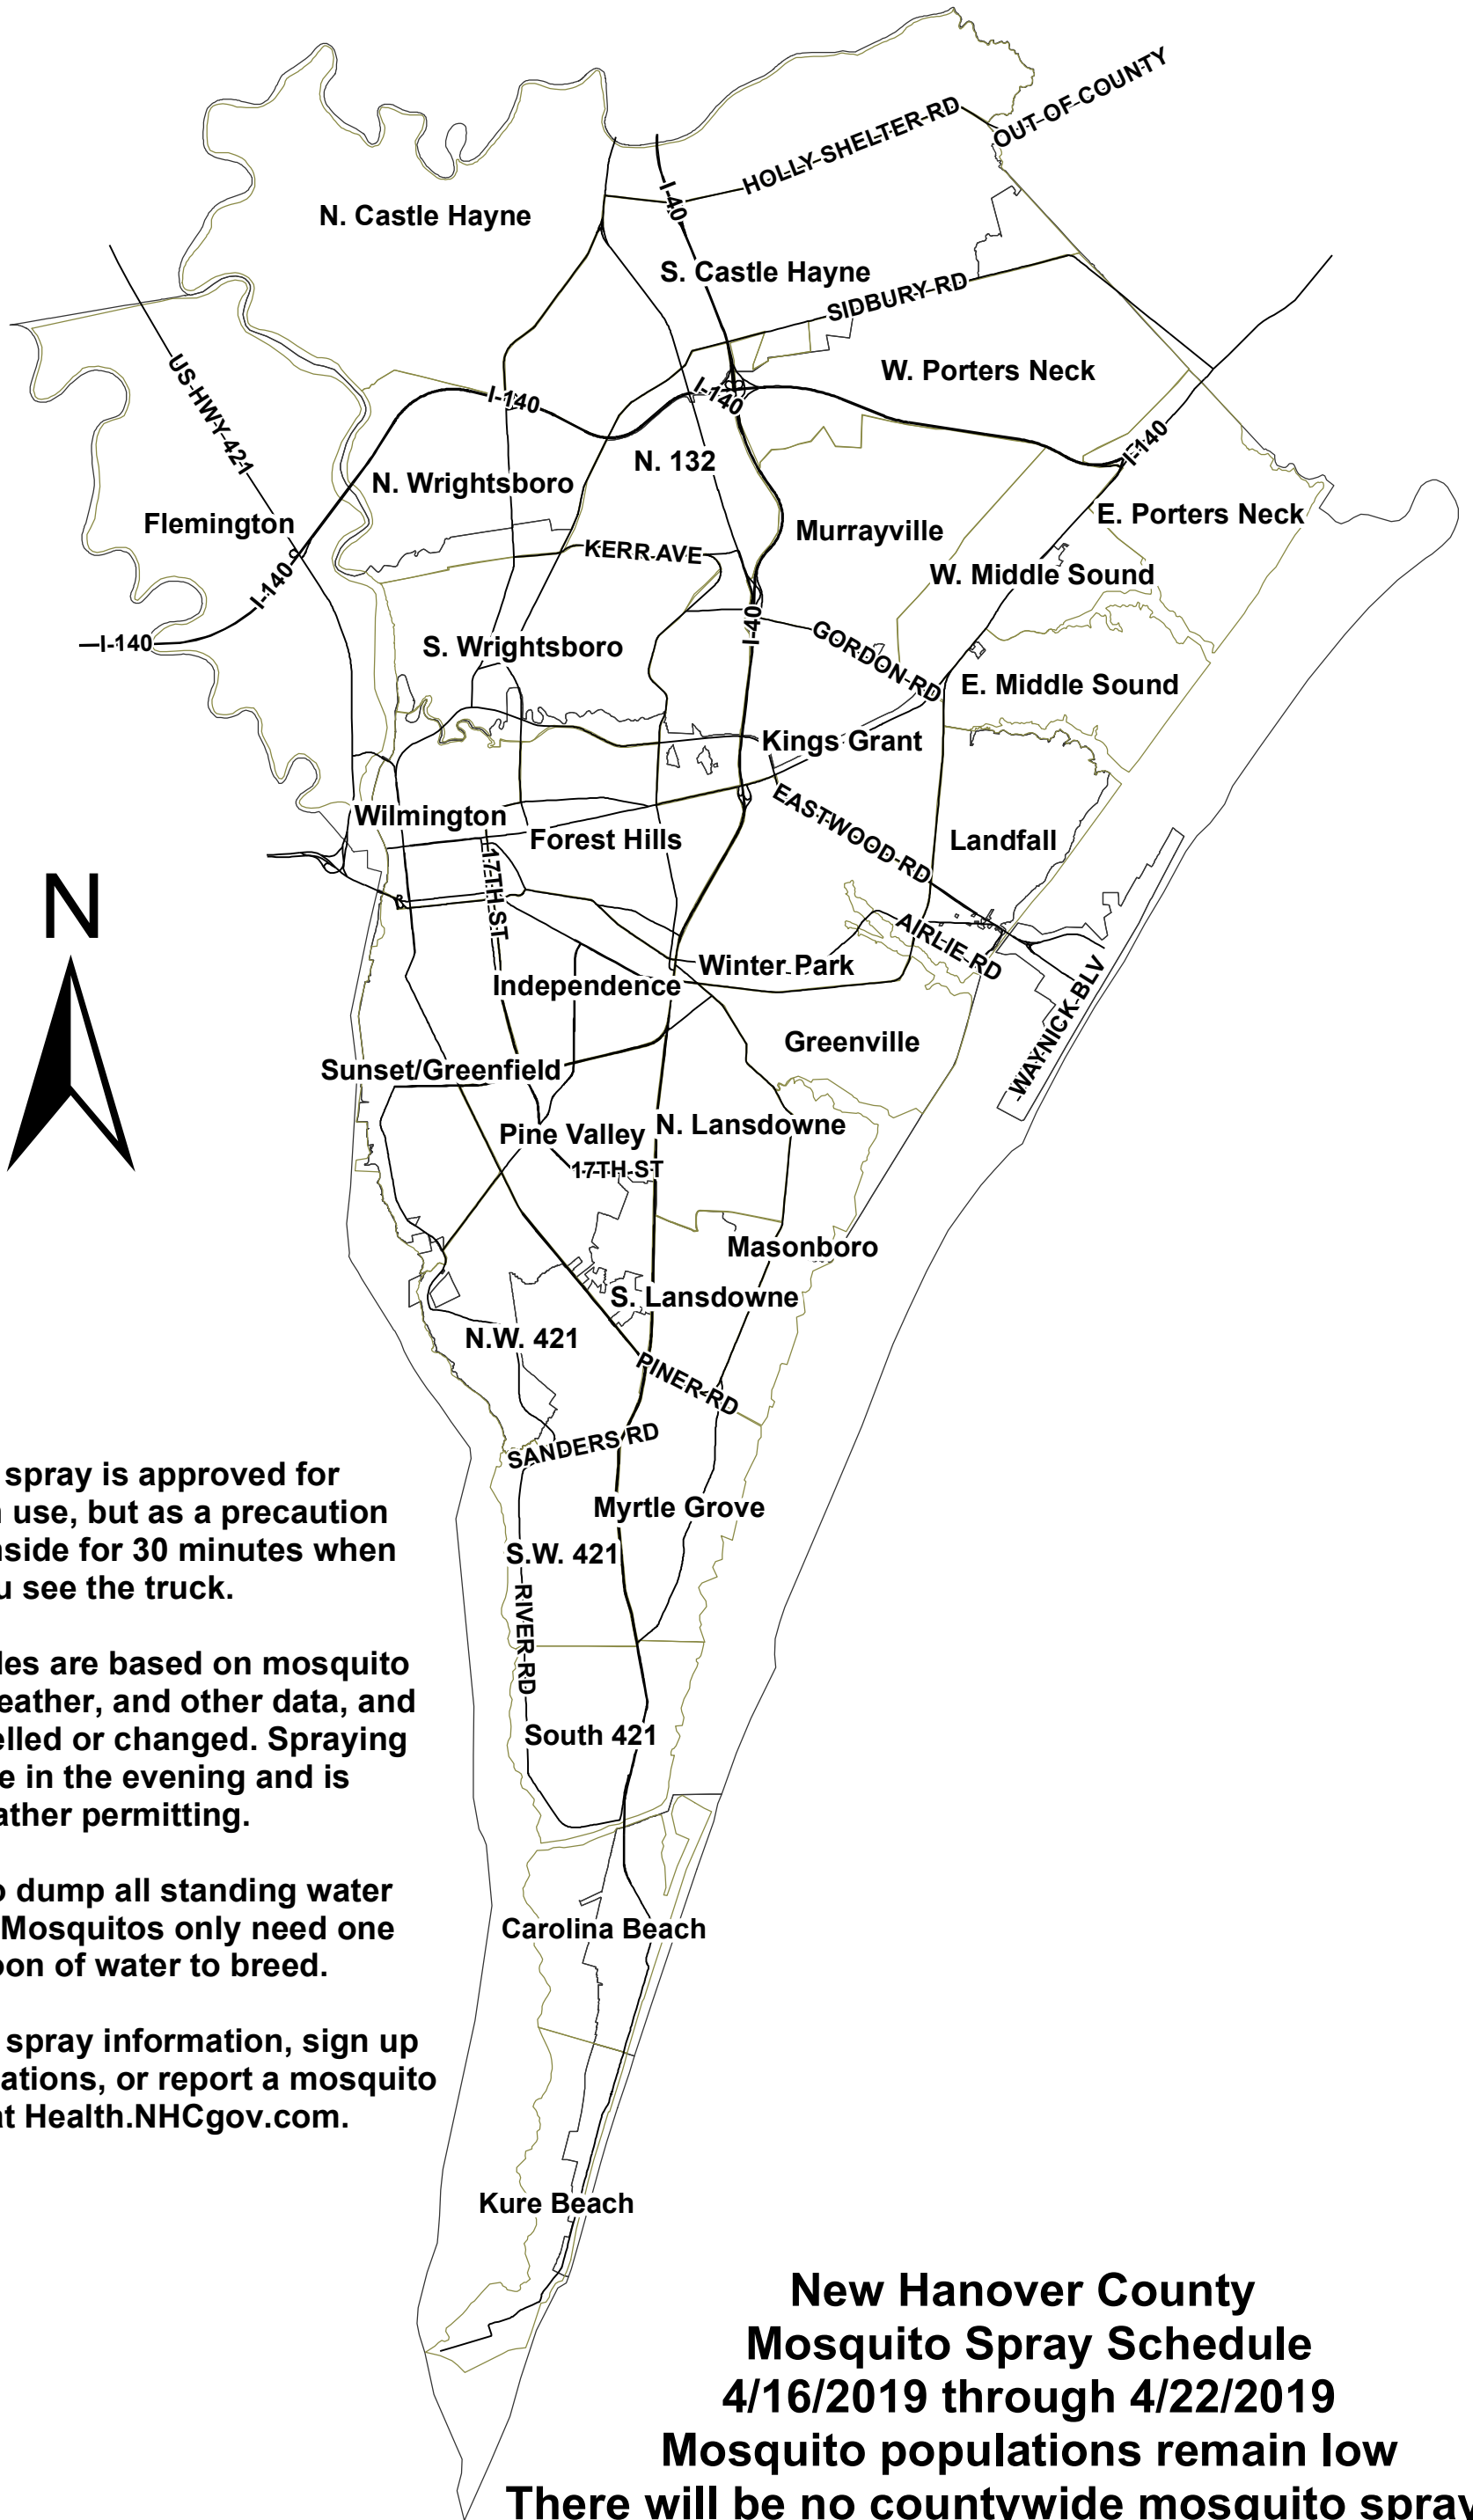 OUT OF COUNTY
HOLLY SHELTER RD
I-40
N. Castle Hayne
S. Castle Hayne
SIDBURY RD
US HWY 421
W. Porters Neck
I-140
I-140
I-140
N. 132
N. Wrightsboro
Flemington
E. Porters Neck
Murrayville
KERR AVE
W. Middle Sound
I-140
I-140
I-40
GORDON RD
S. Wrightsboro
E. Middle Sound
Kings Grant
EASTWOOD RD
Wilmington
Forest Hills
Landfall
17TH ST
N
AIRLIE RD
Winter Park
Independence
WAYNICK BLV
Greenville
Sunset/Greenfield
N. Lansdowne
Pine Valley
17TH ST
Masonboro
S. Lansdowne
N.W. 421
PINER RD
SANDERS RD
Myrtle Grove
S.W. 421
RIVER RD
South 421
Carolina Beach
Kure Beach
spray is approved for
use, but as a precaution
for 30 minutes when
see the truck.
are based on mosquito
and other data, and
or changed. Spraying
in the evening and is
permitting.
dump all standing water
Mosquitos only need one
of water to breed.
spray information, sign up
or report a mosquito
at Health.NHCgov.com.
New Hanover County
Mosquito Spray Schedule
4/16/2019 through 4/22/2019
Mosquito populations remain low
There will be no countywide mosquito spray